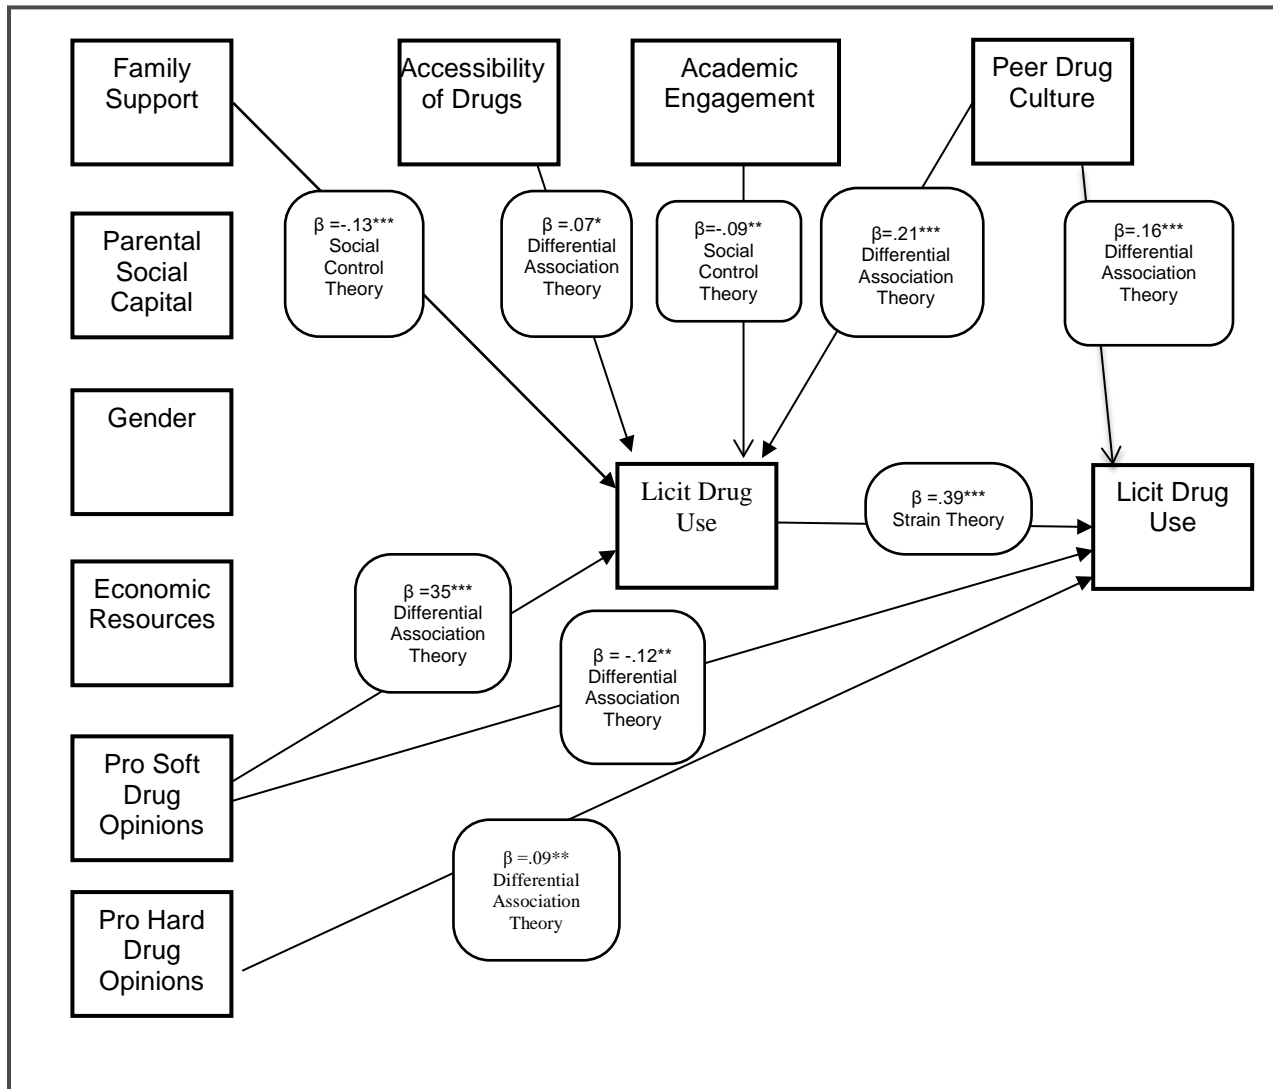 Family
Support
Accessibility
of Drugs
Academic
Engagement
Peer Drug
Culture
β =-.13***
Social
Control
Theory
β =.07*
Differential
Association
Theory
β=-.09**
Social
Control
Theory
β=.21***
Differential
Association
Theory
β=.16***
Differential
Association
Theory
Parental
Social
Capital
Gender
Licit Drug
Use
β =.39***
Strain Theory
Licit Drug
Use
Economic
Resources
β =35***
Differential
Association
Theory
β = -.12**
Differential
Association
Theory
Pro Soft
Drug
Opinions
β =.09**
Differential
Association
Theory
Pro Hard
Drug
Opinions